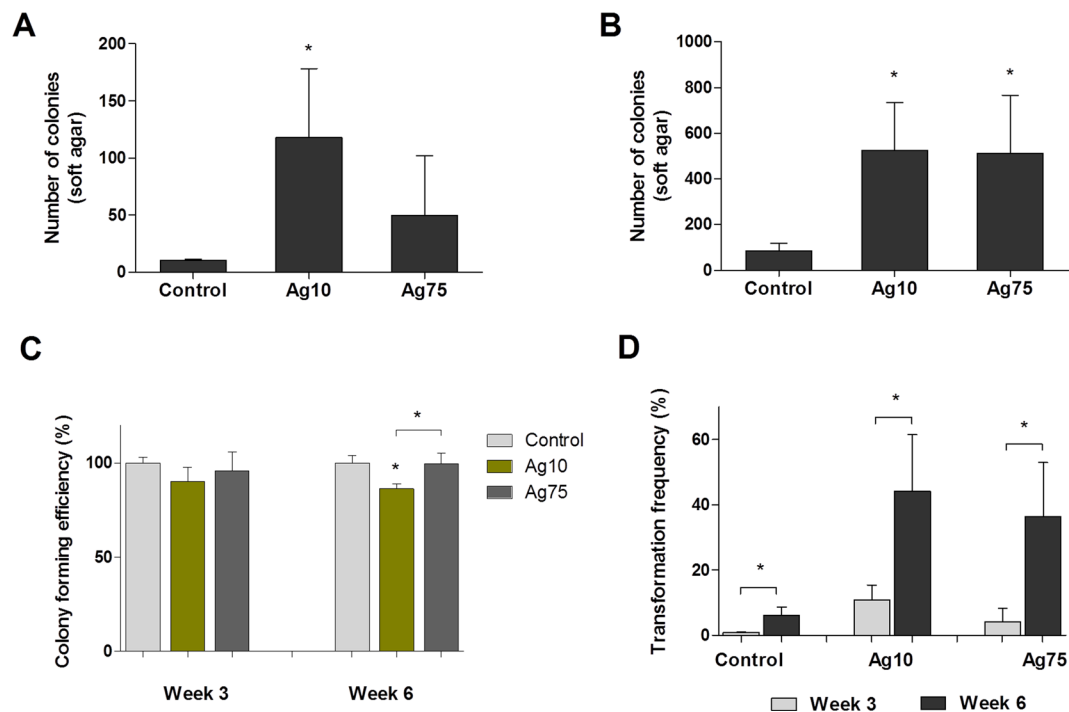 A
Number of colonies
(soft agar)
200
150
100
50
0
*
Control
Ag10
Ag75
B
Number of colonies
(soft agar)
1000
800
600
400
200
0
*
*
Control
Ag10
Ag75
C
Colony forming efficiency (%)
100
50
0
*
*
Control
Ag10
Ag75
Week 3
Week 6
D
Transformation frequency (%)
60
40
20
0
*
*
*
Control
Ag10
Ag75
Week 3
Week 6